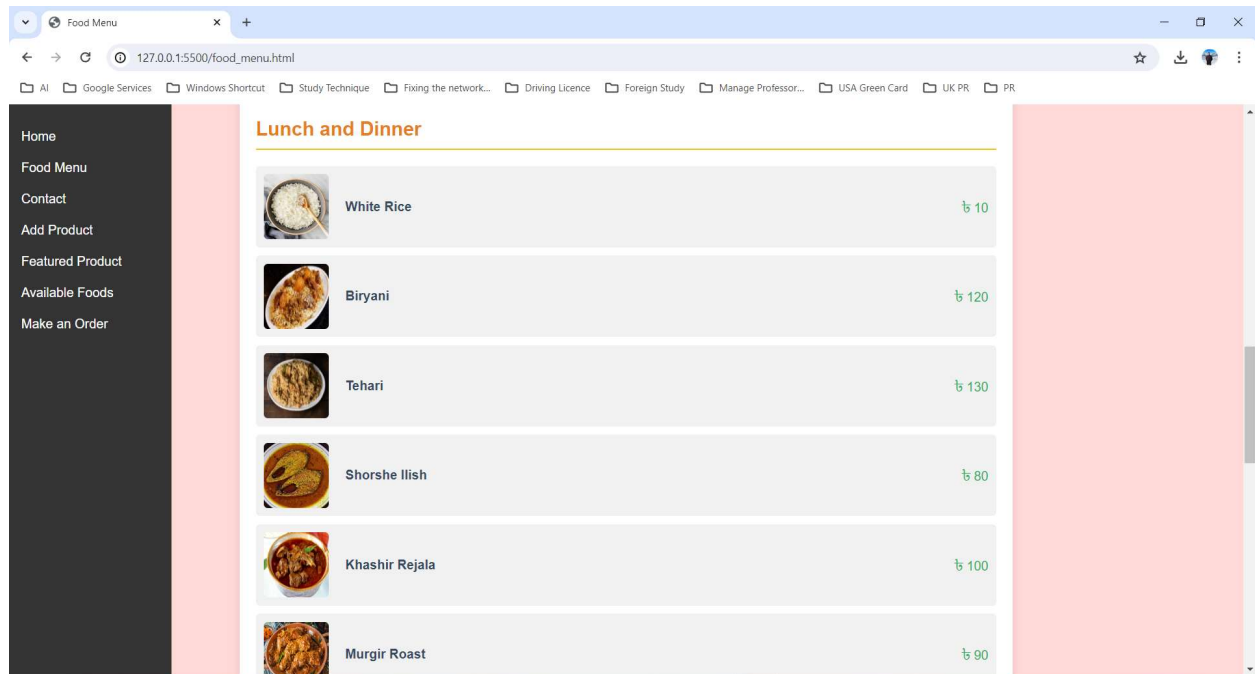 Food Menu
127.0.0.1:5500/food_menu.html
AI Google Services Windows Shortcut Study Technique Fixing the network... Driving Licence Foreign Study Manage Professor... USA Green Card UK PR PR
Home
Food Menu
Contact
Add Product
Featured Product
Available Foods
Make an Order
Lunch and Dinner
White Rice ৳ 10
Biryani ৳ 120
Tehari ৳ 130
Shorshe Ilish ৳ 80
Khashir Rejala ৳ 100
Murgir Roast ৳ 90